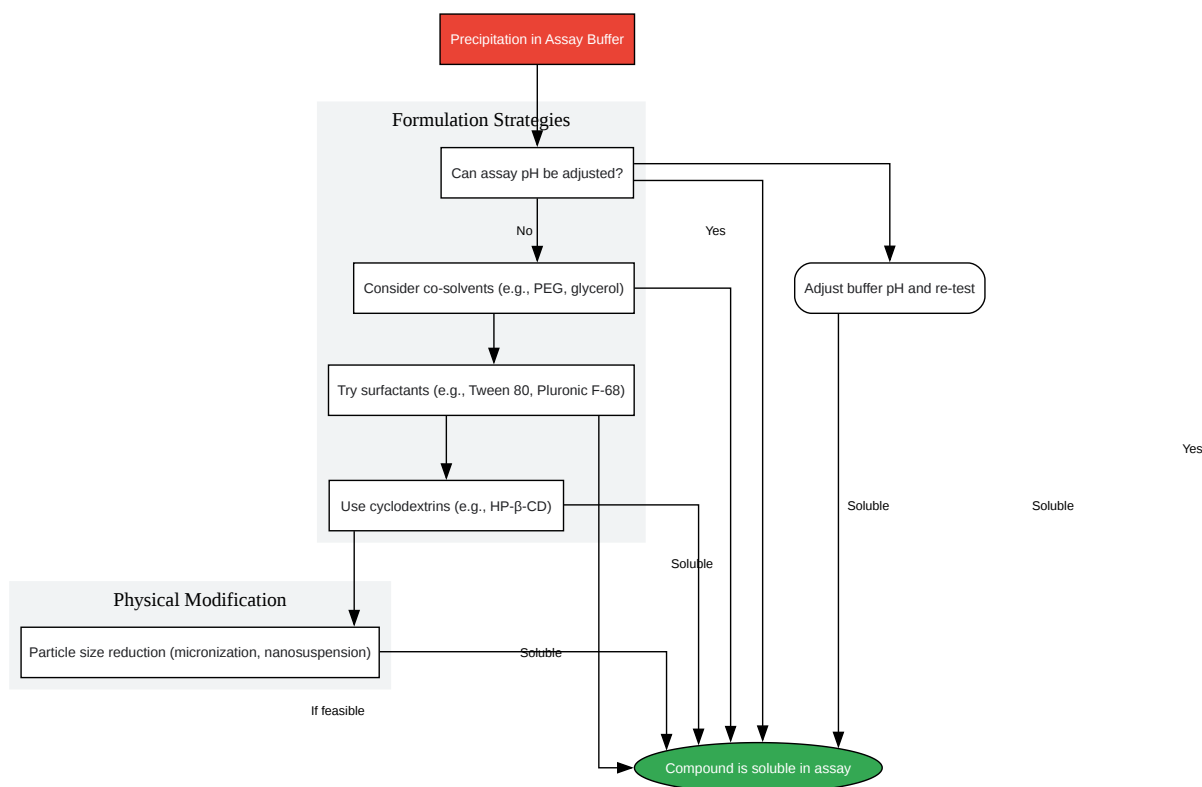 Precipitation in Assay Buffer
Formulation Strategies
Can assay pH be adjusted?
No
Yes
Consider co-solvents (e.g., PEG, glycerol)
Adjust buffer pH and re-test
Try surfactants (e.g., Tween 80, Pluronic F-68)
Yes
Use cyclodextrins (e.g., HP-β-CD)
Soluble
Soluble
Soluble
Physical Modification
Particle size reduction (micronization, nanosuspension)
Soluble
If feasible
Compound is soluble in assay